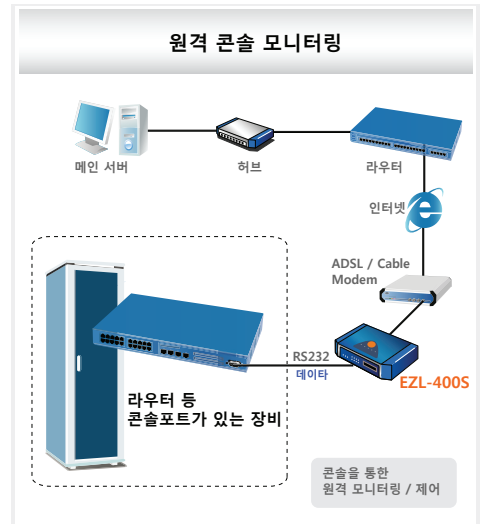 원격 콘솔 모니터링
메인 서버
허브
라우터
인터넷
ADSL / Cable
Modem
RS232
데이타
EZL-400S
라우터 등
콘솔포트가 있는 장비
콘솔을 통한
원격 모니터링 / 제어